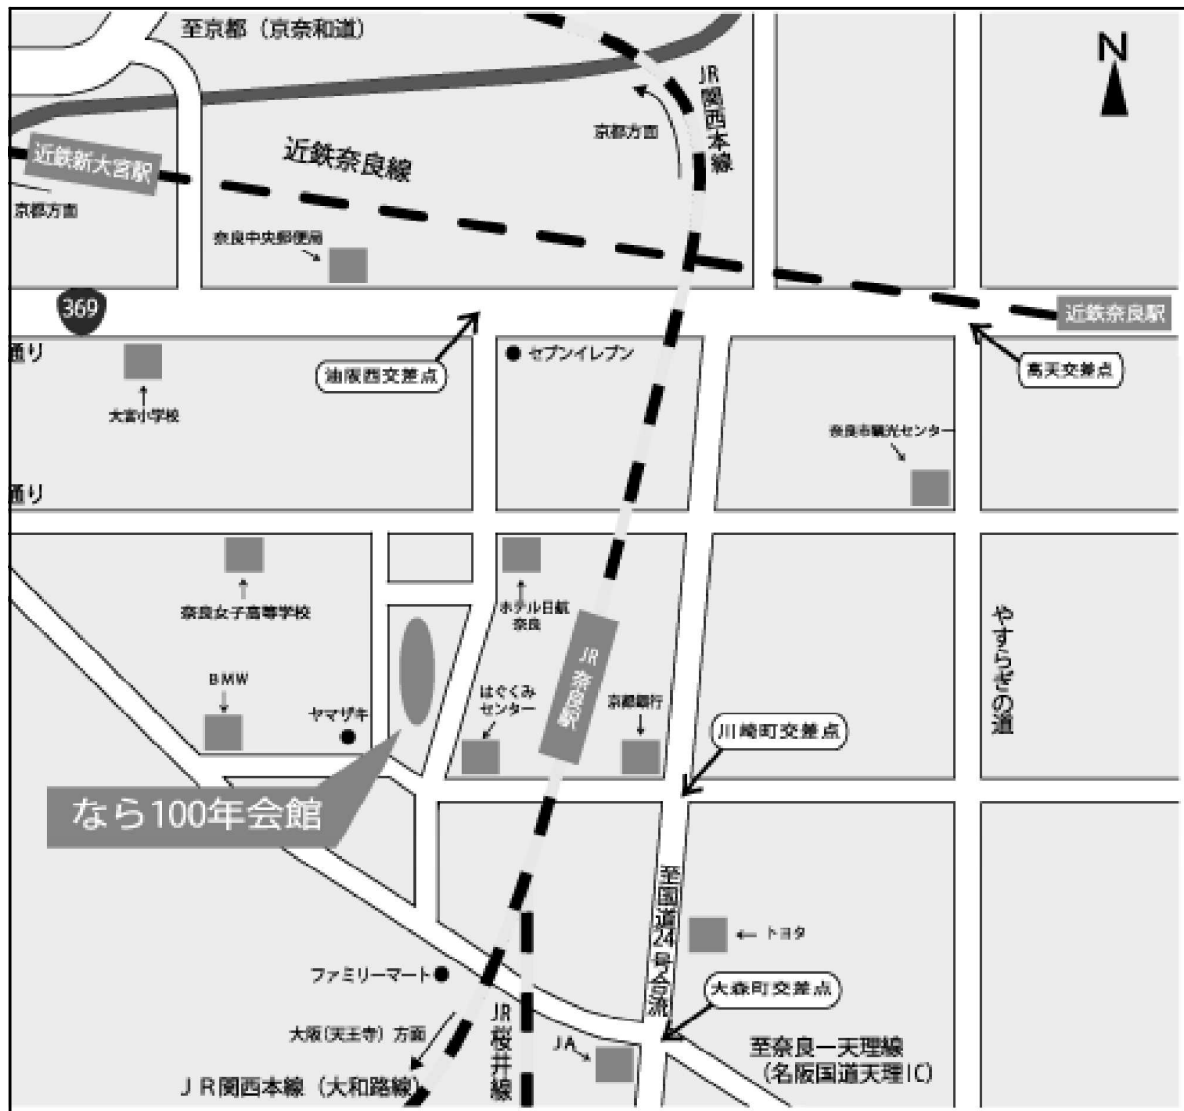 至京都（京奈和道）
N
JR関西本線
京都方面
近鉄奈良線
近鉄新大宮駅
京都方面
奈良中央郵便局
369
近鉄奈良駅
通り
油阪西交差点
セブンイレブン
高天交差点
大宮小学校
奈良市観光センター
通り
奈良女子高等学校
ホテル日航
奈良
やすらぎの道
JR奈良駅
BMW
ヤマザキ
はぐくみ
センター
京都銀行
川崎町交差点
なら100年会館
至国道24号合流
トヨタ
ファミリーマート
大森町交差点
大阪(天王寺)方面
JR桜井線
JA
至奈良ー天理線
（名阪国道天理IC）
ＪＲ関西本線（大和路線）